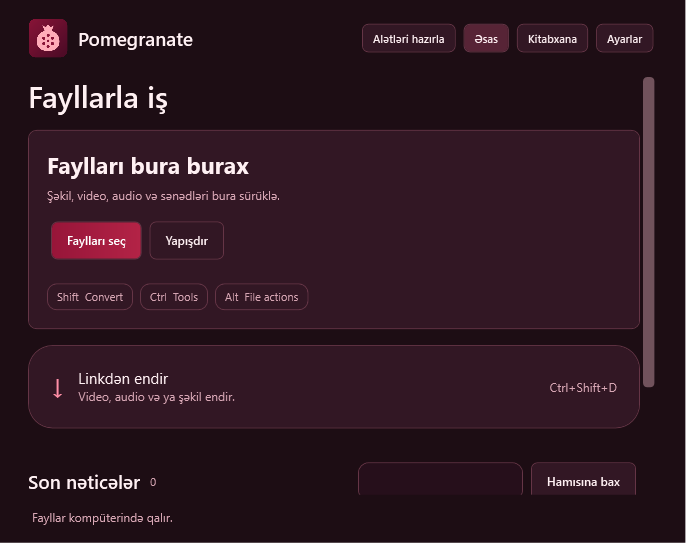 Pomegranate
Alətləri hazırla
Əsas
Kitabxana
Ayarlar
Fayllarla iş
Faylları bura burax
Şəkil, video, audio və sənədləri bura sürüklə.
Faylları seç
Yapışdır
Shift Convert
Ctrl Tools
Alt File actions
Linkdən endir
Video, audio və ya şəkil endir.
Ctrl+Shift+D
Son nəticələr 0
Hamısına bax
Fayllar kompüterində qalır.